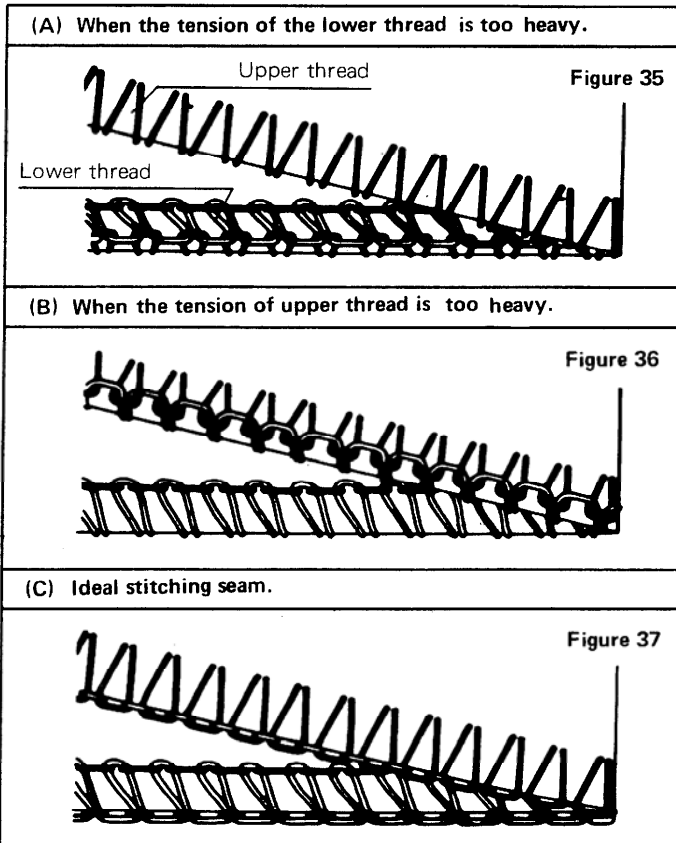 (A) When the tension of the lower thread is too heavy.
Upper thread
Figure 35
Lower thread
(B) When the tension of upper thread is too heavy.
Figure 36
(C) Ideal stitching seam.
Figure 37